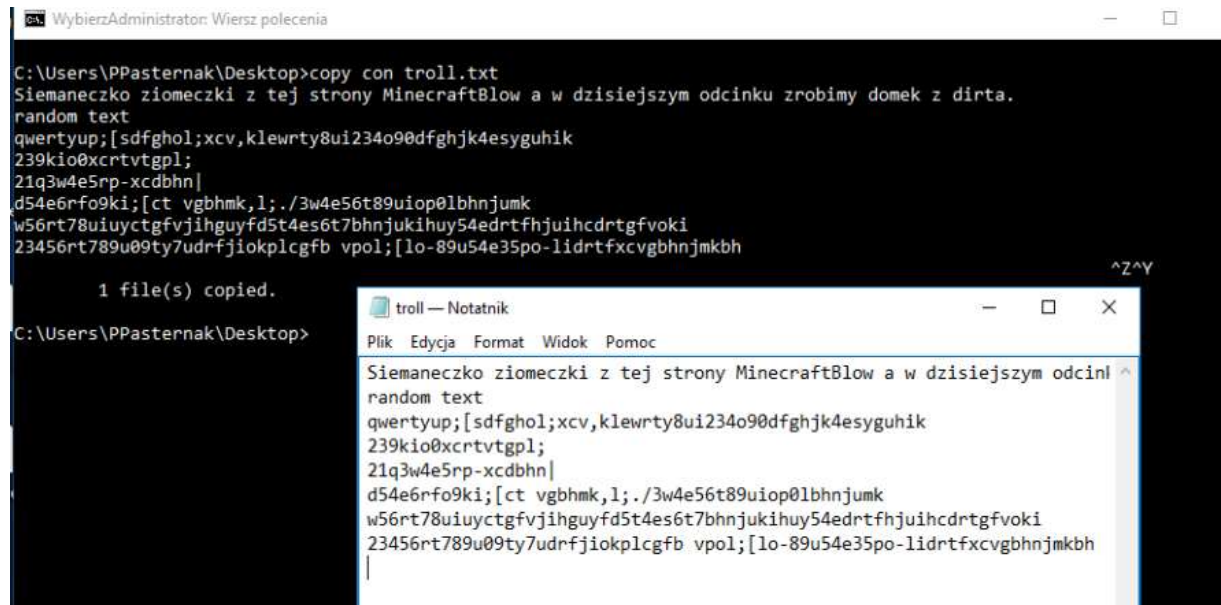 WybierzAdministrator: Wiersz polecenia
C:\Users\PPasternak\Desktop>copy con troll.txt
Siemaneczko ziomeczki z tej strony MinecraftBlow a w dzisiejszym odcinku zrobimy domek z dirta.
random text
qwertyup;[sdfghol;xcv,klewrty8ui234o90dfghjk4esyguhik
239kio0xcrtvtgpl;
21q3w4e5rp-xcdbhn|
d54e6rfo9ki;[ct vgbhmk,l;./3w4e56t89uiop0lbhnjumk
w56rt78uiuyctgfvjihguyfd5t4es6t7bhnjukihuy54edrtfhjuihcdrtgfvoki
23456rt789u09ty7udrfjiokplcgfb vpol;[lo-89u54e35po-lidrtfxcvgbhnjmkbh
^Z^Y
1 file(s) copied.
C:\Users\PPasternak\Desktop>
troll — Notatnik
Plik Edycja Format Widok Pomoc
Siemaneczko ziomeczki z tej strony MinecraftBlow a w dzisiejszym odcink
random text
qwertyup;[sdfghol;xcv,klewrty8ui234o90dfghjk4esyguhik
239kio0xcrtvtgpl;
21q3w4e5rp-xcdbhn|
d54e6rfo9ki;[ct vgbhmk,l;./3w4e56t89uiop0lbhnjumk
w56rt78uiuyctgfvjihguyfd5t4es6t7bhnjukihuy54edrtfhjuihcdrtgfvoki
23456rt789u09ty7udrfjiokplcgfb vpol;[lo-89u54e35po-lidrtfxcvgbhnjmkbh